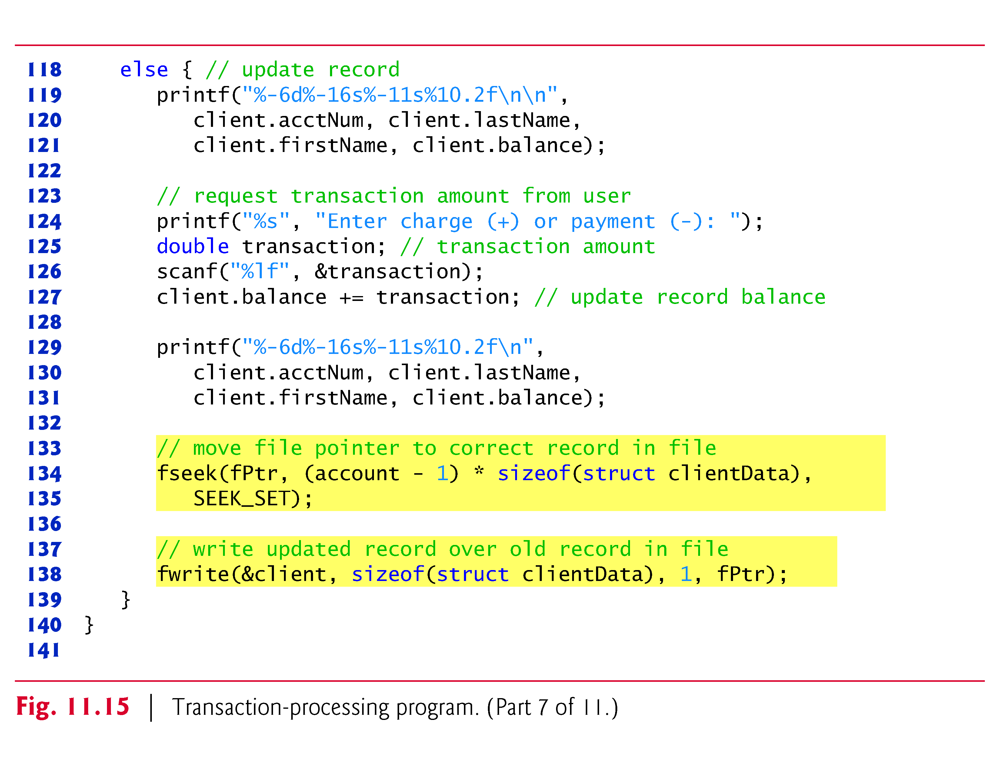 118 else { // update record
119 printf("%-6d%-16s%-11s%10.2f\n\n",
120 client.acctNum, client.lastName,
121 client.firstName, client.balance);
122
123 // request transaction amount from user
124 printf("%s", "Enter charge (+) or payment (-): ");
125 double transaction; // transaction amount
126 scanf("%lf", &transaction);
127 client.balance += transaction; // update record balance
128
129 printf("%-6d%-16s%-11s%10.2f\n",
130 client.acctNum, client.lastName,
131 client.firstName, client.balance);
132
133 // move file pointer to correct record in file
134 fseek(fPtr, (account - 1) * sizeof(struct clientData),
135 SEEK_SET);
136
137 // write updated record over old record in file
138 fwrite(&client, sizeof(struct clientData), 1, fPtr);
139 }
140 }
141
Fig. 11.15 | Transaction-processing program. (Part 7 of 11.)